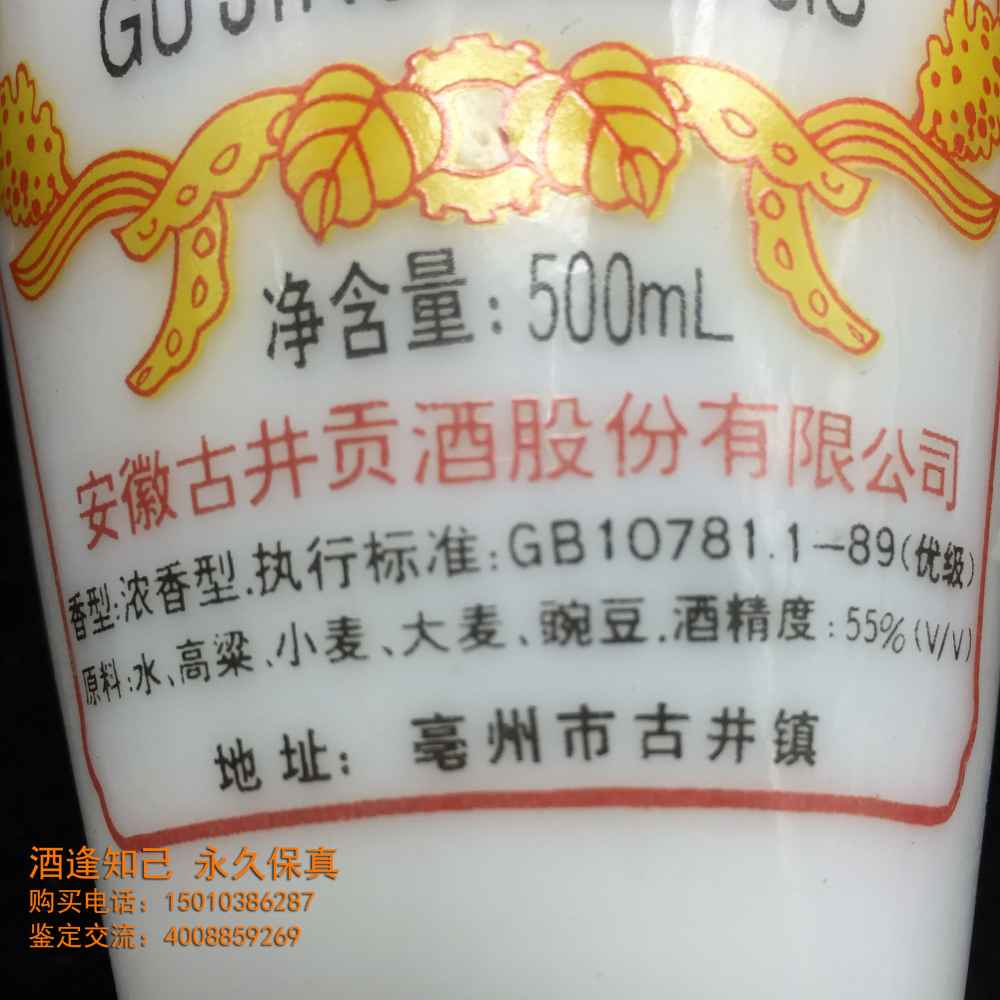 GU JING
净含量:500mL
安徽古井贡酒股份有限公司
香型:浓香型.执行标准:GB10781.1-89(优级)
原料:水、高粱、小麦、大麦、豌豆.酒精度:55%(V/V)
地址:亳州市古井镇
酒逢知己 永久保真
购买电话：15010386287
鉴定交流：4008859269